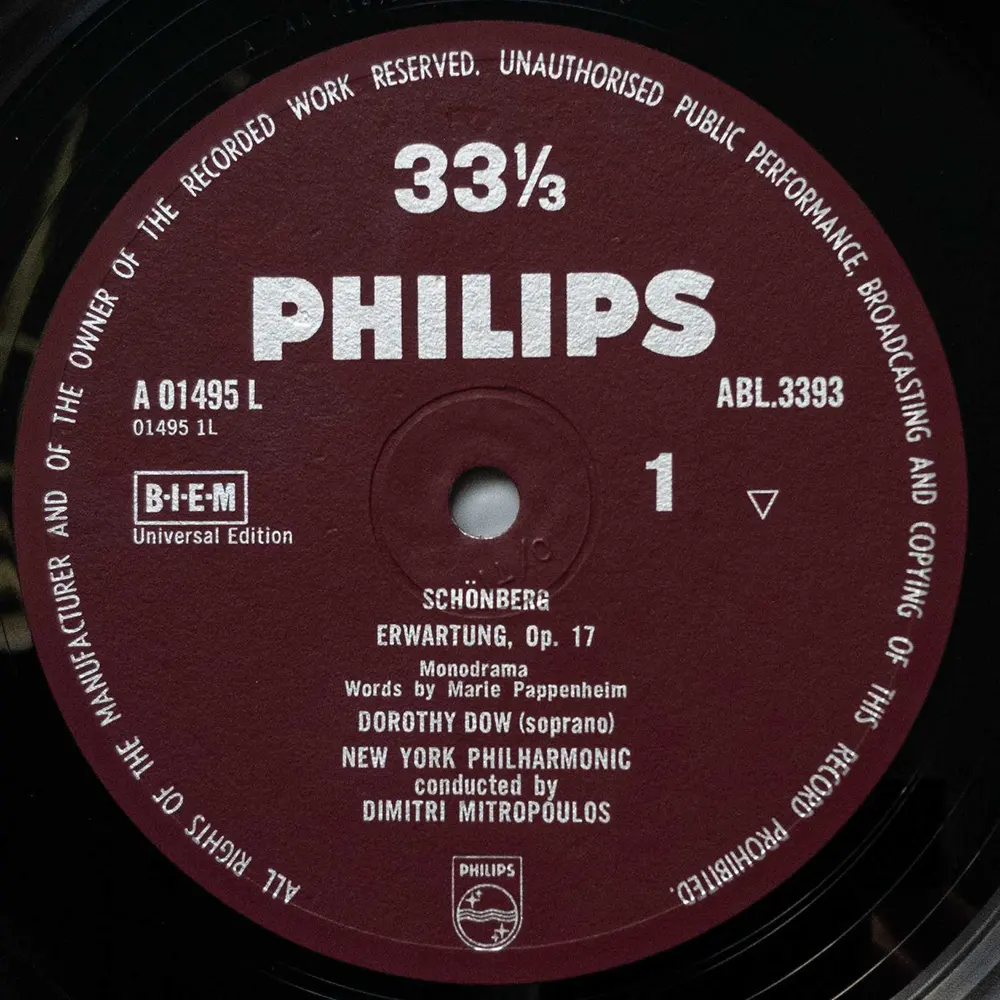 ALL RIGHTS OF THE MANUFACTURER AND OF THE OWNER OF THE RECORDED WORK RESERVED. UNAUTHORISED PUBLIC PERFORMANCE, BROADCASTING AND COPYING OF THIS RECORD PROHIBITED.
33⅓
PHILIPS
A 01495 L
ABL.3393
01495 1L
B·I·E·M
1
Universal Edition
SCHÖNBERG
ERWARTUNG, Op. 17
Monodrama
Words by Marie Pappenheim
DOROTHY DOW (soprano)
NEW YORK PHILHARMONIC
conducted by
DIMITRI MITROPOULOS
PHILIPS